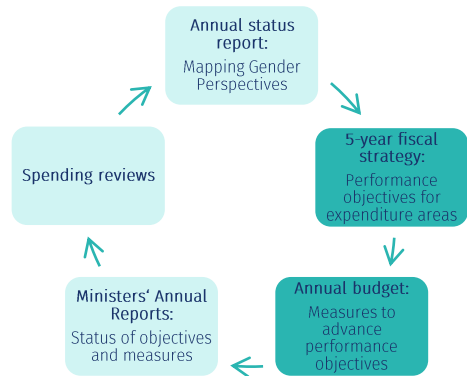 Annual status
report:
Mapping Gender
Perspectives
5-year fiscal
strategy:
Performance
objectives for
expenditure areas
Annual budget:
Measures to
advance
performance
objectives
Ministers‘ Annual
Reports:
Status of objectives
and measures
Spending reviews